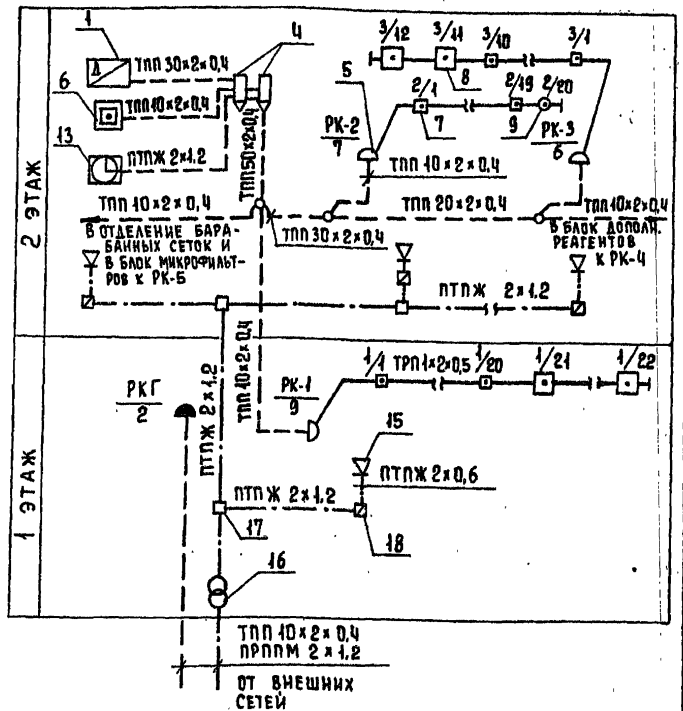 1
4
3/12
3/11
3/10
3/1
Δ
ТПП 30×2×0,4
6
ТПП 10×2×0,4
5
8
2/1
2/19
2/20
13
РК-2
7
7
9
РК-3
6
ПТПЖ 2×1.2
ТПП 50×2×0,4
ТПП 10×2×0,4
2 ЭТАЖ
ТПП 10×2×0,4
ТПП 20×2×0,4
ТПП 10×2×0,4
В ОТДЕЛЕНИЕ БАРА-
БАННЫХ СЕТОК И
В БЛОК МИКРОФИЛЬТ-
РОВ К РК-5
ТПП 30×2×0,4
В БЛОК ДОПОЛН.
РЕАГЕНТОВ
К РК-4
ПТПЖ 2×1.2
1 ЭТАЖ
ТПП 10×2×0,4
1/1
ТРП 1×2×0,5
1/20
1/21
1/22
РКГ
2
ПТПЖ 2×1.2
РК-1
9
15
ПТПЖ 2×0,6
ПТПЖ 2×1.2
17
18
16
ТПП 10×2×0,4
ПРППМ 2×1.2
ОТ ВНЕШНИХ
СЕТЕЙ